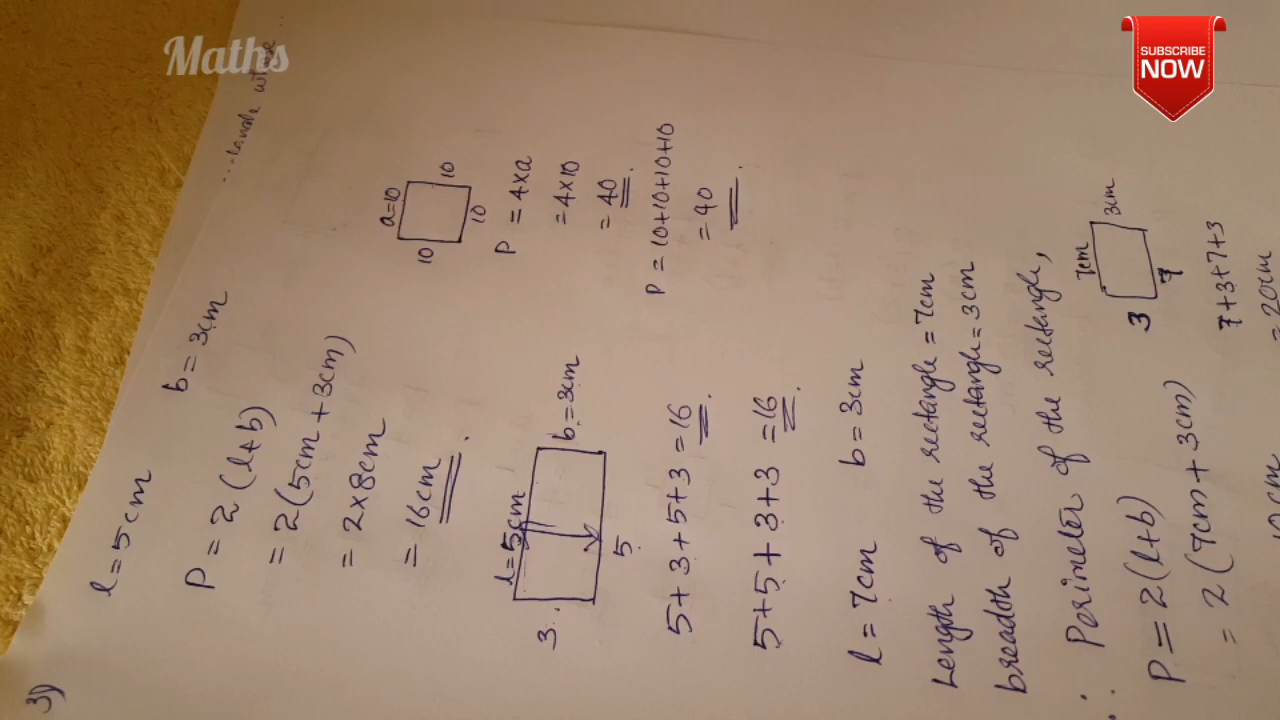 Maths
SUBSCRIBE
NOW
3)
whose
l = 5cm b = 3cm
P = 2(l+b)
= 2(5cm + 3cm)
= 2×8cm
= 16cm.
l=5cm
3
b=3cm
5
5+3+5+3 = 16.
5+5+3+3 = 16.
a=10
10
10
10
P = 4×a
= 4×10
= 40.
P = 10+10+10+10
= 40.
l = 7cm b = 3cm
Length of the rectangle = 7cm
breadth of the rectangle = 3cm
∴ Perimeter of the rectangle,
P = 2(l+b)
= 2(7cm + 3cm)
7cm
3cm
3
7
7+3+7+3
= 20cm